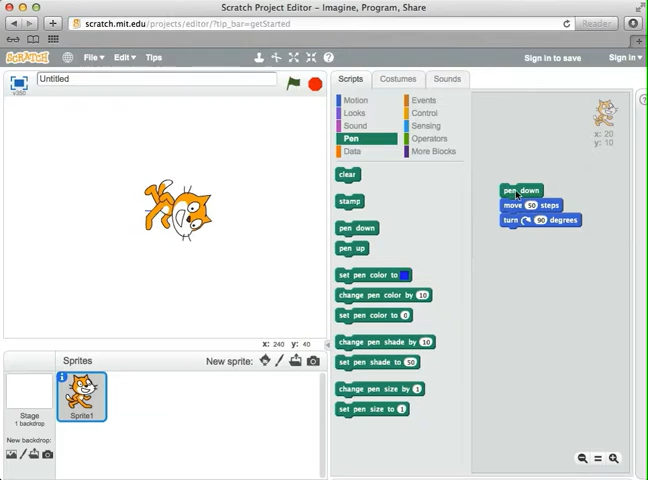 Scratch Project Editor - Imagine, Program, Share
scratch.mit.edu/projects/editor/?tip_bar=getStarted
Reader
SCRATCH File Edit Tips Sign in to save Sign in
Untitled
v350
Scripts Costumes Sounds
Motion Events
Looks Control
Sound Sensing
Pen Operators
Data More Blocks
clear
stamp
pen down
pen up
set pen color to
change pen color by 10
set pen color to 0
change pen shade by 10
set pen shade to 50
change pen size by 1
set pen size to 1
x: 20
y: 10
pen down
move 50 steps
turn 90 degrees
x: 240 y: 40
Sprites New sprite:
Stage
1 backdrop
New backdrop:
Sprite1